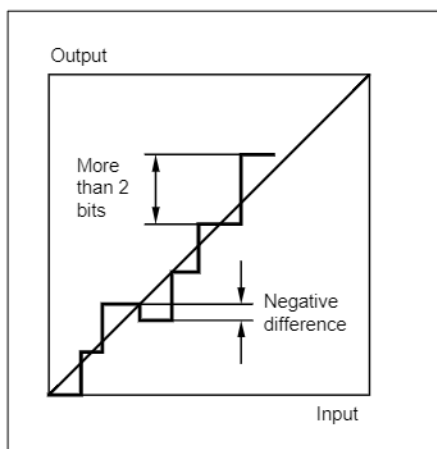 Output
More
than 2
bits
Negative
difference
Input